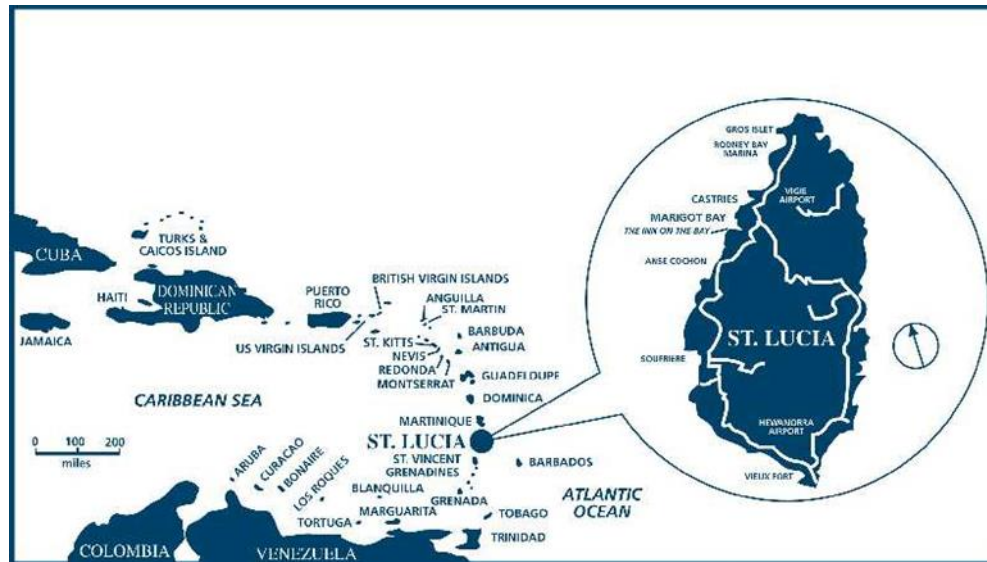 GROS ISLET
RODNEY BAY
MARINA
CASTRIES
VIGIE
AIRPORT
MARIGOT BAY
THE INN ON THE BAY
ANSE COCHON
ST. LUCIA
SOUFRIERE
HEWANORRA
AIRPORT
VIEUX FORT
CUBA
TURKS &
CAICOS ISLAND
HAITI
DOMINICAN
REPUBLIC
JAMAICA
PUERTO
RICO
BRITISH VIRGIN ISLANDS
US VIRGIN ISLANDS
ANGUILLA
ST. MARTIN
ST. KITTS
NEVIS
REDONDA
MONTSERRAT
BARBUDA
ANTIGUA
GUADELOUPE
DOMINICA
CARIBBEAN SEA
MARTINIQUE
ST. LUCIA
0 100 200
miles
ST. VINCENT
GRENADINES
BARBADOS
ARUBA
CURACAO
BONAIRE
LOS ROQUES
BLANQUILLA
GRENADA
ATLANTIC
OCEAN
TORTUGA
MARGUARITA
TOBAGO
TRINIDAD
COLOMBIA
VENEZUELA